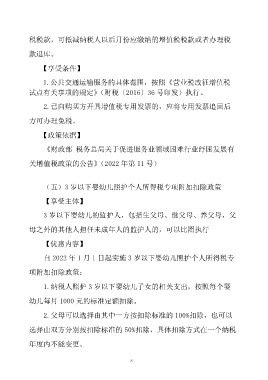 税税款，可抵减纳税人以后月份应缴纳的增值税税款或者办理税
款退库。
【享受条件】
1.公共交通运输服务的具体范围，按照《营业税改征增值税
试点有关事项的规定》（财税〔2016〕36号印发）执行。
2.已向购买方开具增值税专用发票的，应将专用发票追回后
方可办理免税。
【政策依据】
《财政部 税务总局关于促进服务业领域困难行业纾困发展有
关增值税政策的公告》（2022年第11号）
（五）3岁以下婴幼儿照护个人所得税专项附加扣除政策
【享受主体】
3岁以下婴幼儿的监护人，包括生父母、继父母、养父母，父
母之外的其他人担任未成年人的监护人的，可以比照执行
【优惠内容】
自2022年1月1日起实施3岁以下婴幼儿照护个人所得税专
项附加扣除政策：
1.纳税人照护3岁以下婴幼儿子女的相关支出，按照每个婴
幼儿每月1000元的标准定额扣除。
2.父母可以选择由其中一方按扣除标准的100%扣除，也可以
选择由双方分别按扣除标准的50%扣除，具体扣除方式在一个纳税
年度内不能变更。